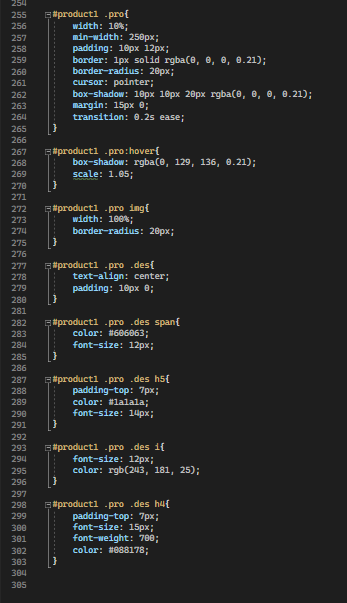 254
255 #product1 .pro{
256 width: 10%;
257 min-width: 250px;
258 padding: 10px 12px;
259 border: 1px solid rgba(0, 0, 0, 0.21);
260 border-radius: 20px;
261 cursor: pointer;
262 box-shadow: 10px 10px 20px rgba(0, 0, 0, 0.21);
263 margin: 15px 0;
264 transition: 0.2s ease;
265 }
266
267 #product1 .pro:hover{
268 box-shadow: rgba(0, 129, 136, 0.21);
269 scale: 1.05;
270 }
271
272 #product1 .pro img{
273 width: 100%;
274 border-radius: 20px;
275 }
276
277 #product1 .pro .des{
278 text-align: center;
279 padding: 10px 0;
280 }
281
282 #product1 .pro .des span{
283 color: #606063;
284 font-size: 12px;
285 }
286
287 #product1 .pro .des h5{
288 padding-top: 7px;
289 color: #1a1a1a;
290 font-size: 14px;
291 }
292
293 #product1 .pro .des i{
294 font-size: 12px;
295 color: rgb(243, 181, 25);
296 }
297
298 #product1 .pro .des h4{
299 padding-top: 7px;
300 font-size: 15px;
301 font-weight: 700;
302 color: #088178;
303 }
304
305